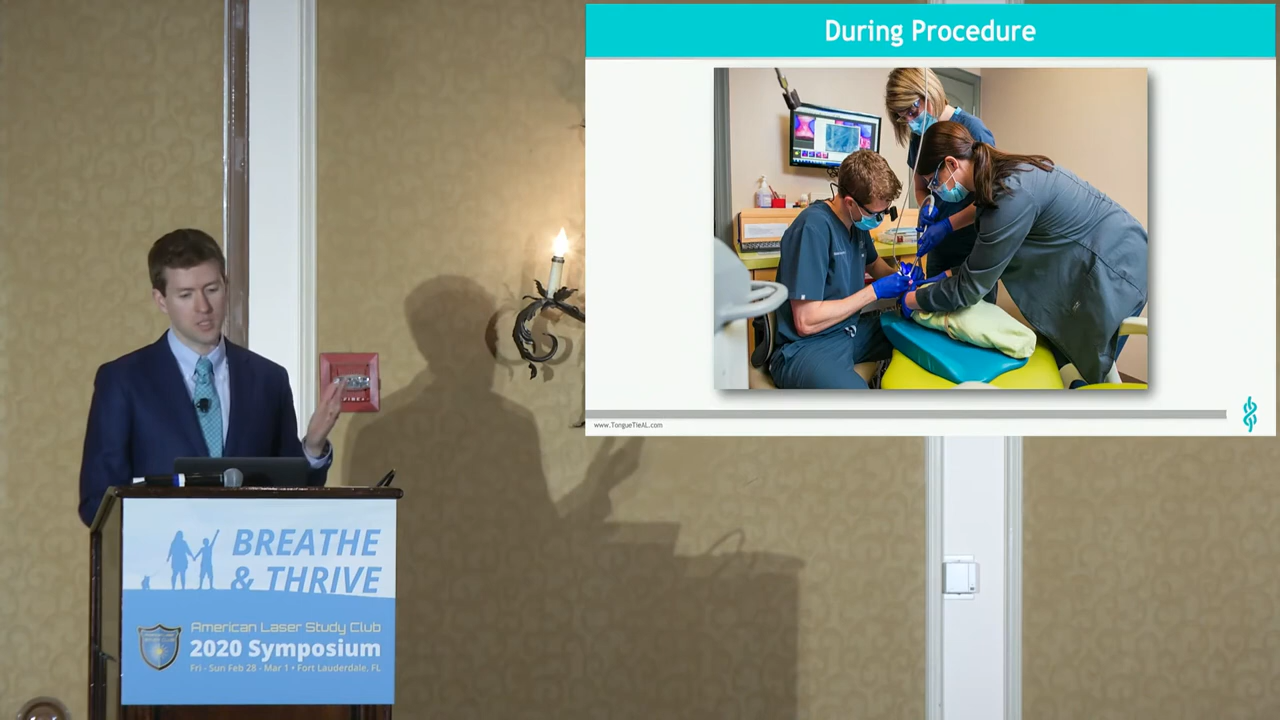 During Procedure
www.TongueTieAL.com
FIRE
BREATHE
& THRIVE
American Laser Study Club
2020 Symposium
Fri - Sun Feb 28 - Mar 1 • Fort Lauderdale, FL